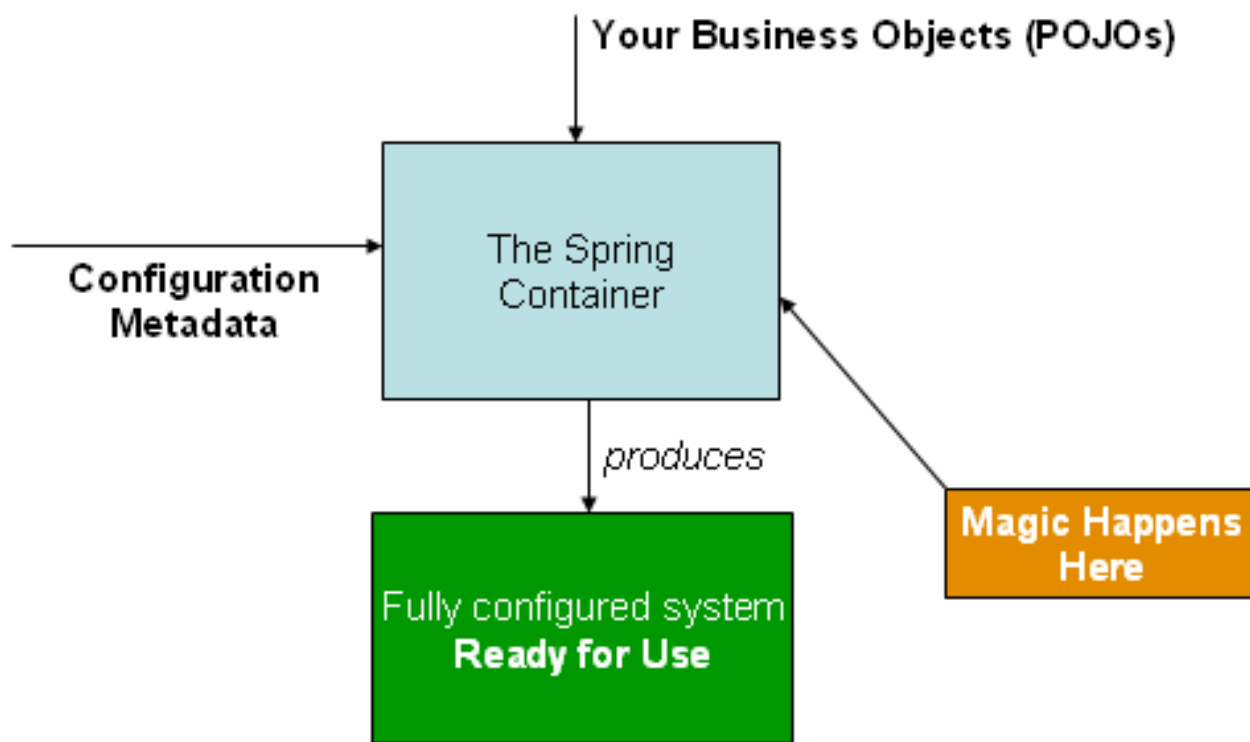 Your Business Objects (POJOs)
The Spring
Container
Configuration
Metadata
produces
Magic Happens
Here
Fully configured system
Ready for Use